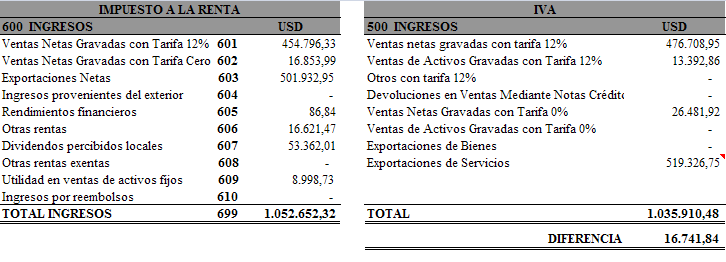 IMPUESTO A LA RENTA
600 INGRESOS USD
Ventas Netas Gravadas con Tarifa 12% 601 454.796,33
Ventas Netas Gravadas con Tarifa Cero 602 16.853,99
Exportaciones Netas 603 501.932,95
Ingresos provenientes del exterior 604 -
Rendimientos financieros 605 86,84
Otras rentas 606 16.621,47
Dividendos percibidos locales 607 53.362,01
Otras rentas exentas 608 -
Utilidad en ventas de activos fijos 609 8.998,73
Ingresos por reembolsos 610 -
TOTAL INGRESOS 699 1.052.652,32
IVA
500 INGRESOS USD
Ventas netas gravadas con tarifa 12% 476.708,95
Ventas de Activos Gravadas con Tarifa 12% 13.392,86
Otros con tarifa 12% -
Devoluciones en Ventas Mediante Notas Crédito -
Ventas Netas Gravadas con Tarifa 0% 26.481,92
Ventas de Activos Gravadas con Tarifa 0% -
Exportaciones de Bienes -
Exportaciones de Servicios 519.326,75
TOTAL 1.035.910,48
DIFERENCIA 16.741,84